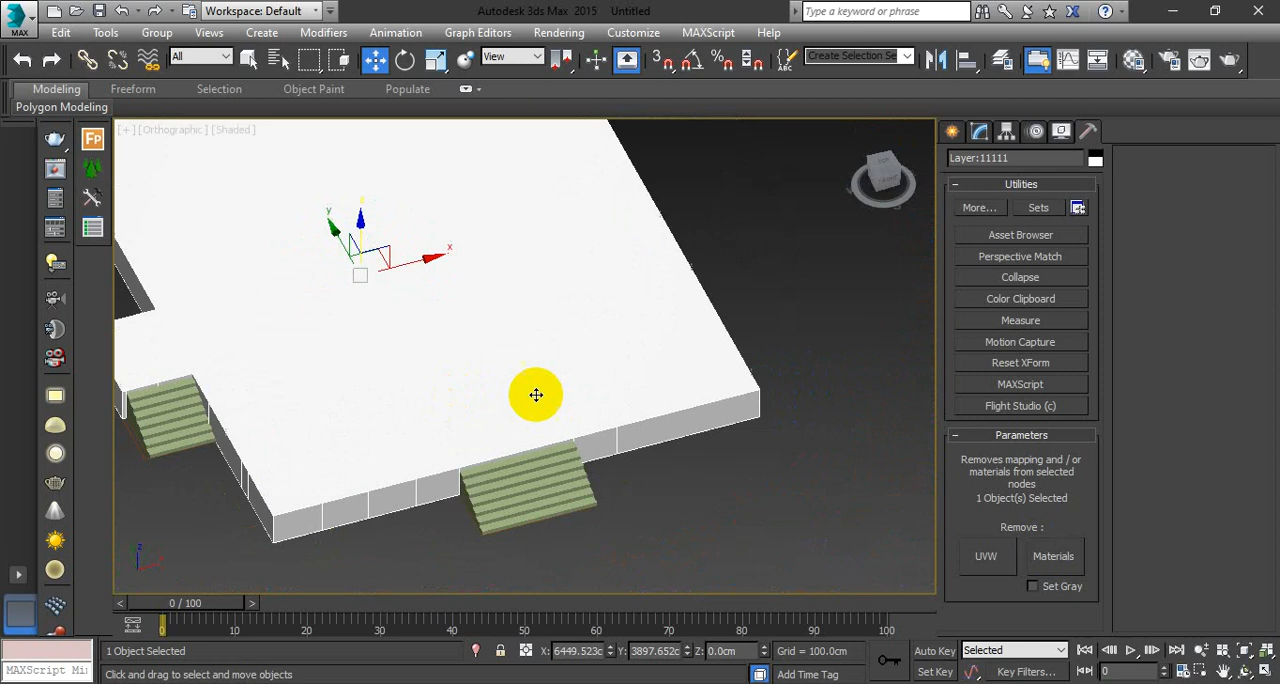 MAX
Workspace: Default
Autodesk 3ds Max 2015
Untitled
Type a keyword or phrase
Edit
Tools
Group
Views
Create
Modifiers
Animation
Graph Editors
Rendering
Customize
MAXScript
Help
All
View
Create Selection Se
Modeling
Freeform
Selection
Object Paint
Populate
Polygon Modeling
[+] [Orthographic] [Shaded]
Fp
y
x
z
x
Layer:11111
Utilities
More...
Sets
Asset Browser
Perspective Match
Collapse
Color Clipboard
Measure
Motion Capture
Reset XForm
MAXScript
Flight Studio (c)
Parameters
Removes mapping and / or
materials from selected
nodes
1 Object(s) Selected
Remove :
UVW
Materials
Set Gray
0 / 100
0
10
20
30
40
50
60
70
80
90
100
1 Object Selected
X: 6449.523c
Y: 3897.652c
Z: 0.0cm
Grid = 100.0cm
Auto Key
Selected
MAXScript Mi
Click and drag to select and move objects
Add Time Tag
Set Key
Key Filters...
0